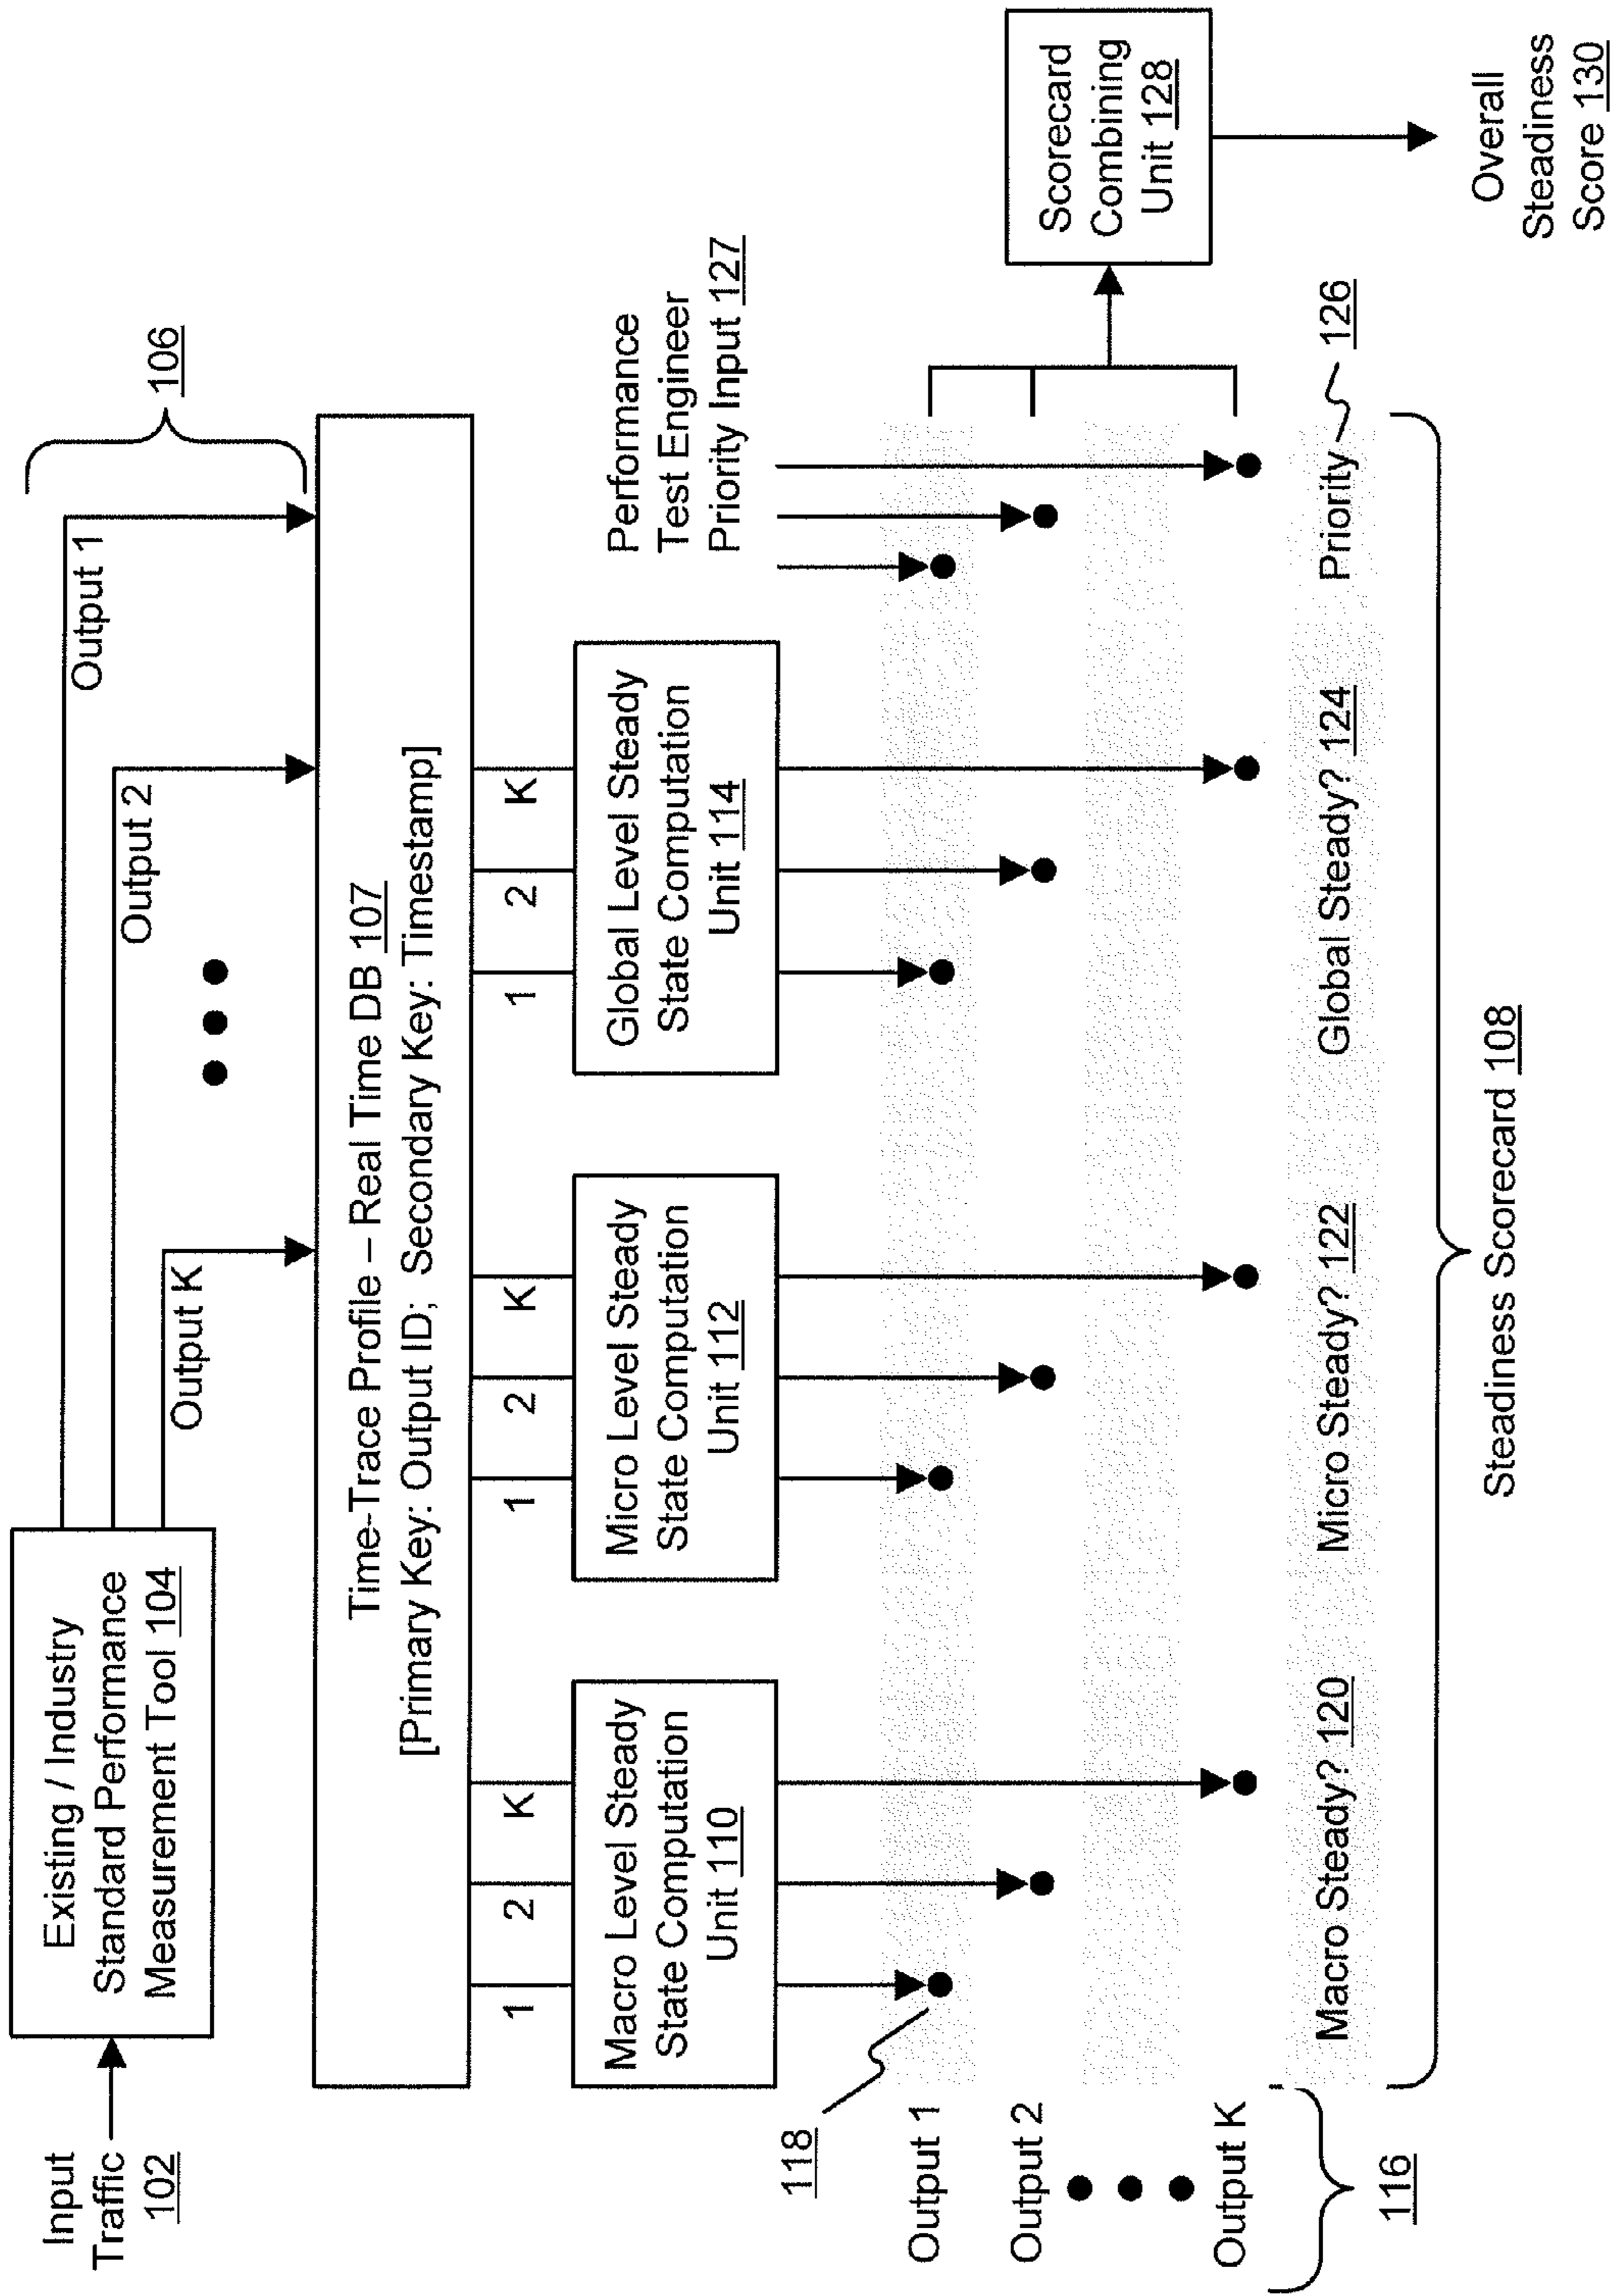 Input
Traffic
102
Existing / Industry
Standard Performance
Measurement Tool 104
Output 1
Output 2
Output K
106
Time-Trace Profile – Real Time DB 107
[Primary Key: Output ID; Secondary Key: Timestamp]
1
2
K
1
2
K
1
2
K
Macro Level Steady
State Computation
Unit 110
Micro Level Steady
State Computation
Unit 112
Global Level Steady
State Computation
Unit 114
Performance
Test Engineer
Priority Input 127
118
Output 1
Output 2
Output K
116
Macro Steady? 120
Micro Steady? 122
Global Steady? 124
Priority
126
Steadiness Scorecard 108
Scorecard
Combining
Unit 128
Overall
Steadiness
Score 130